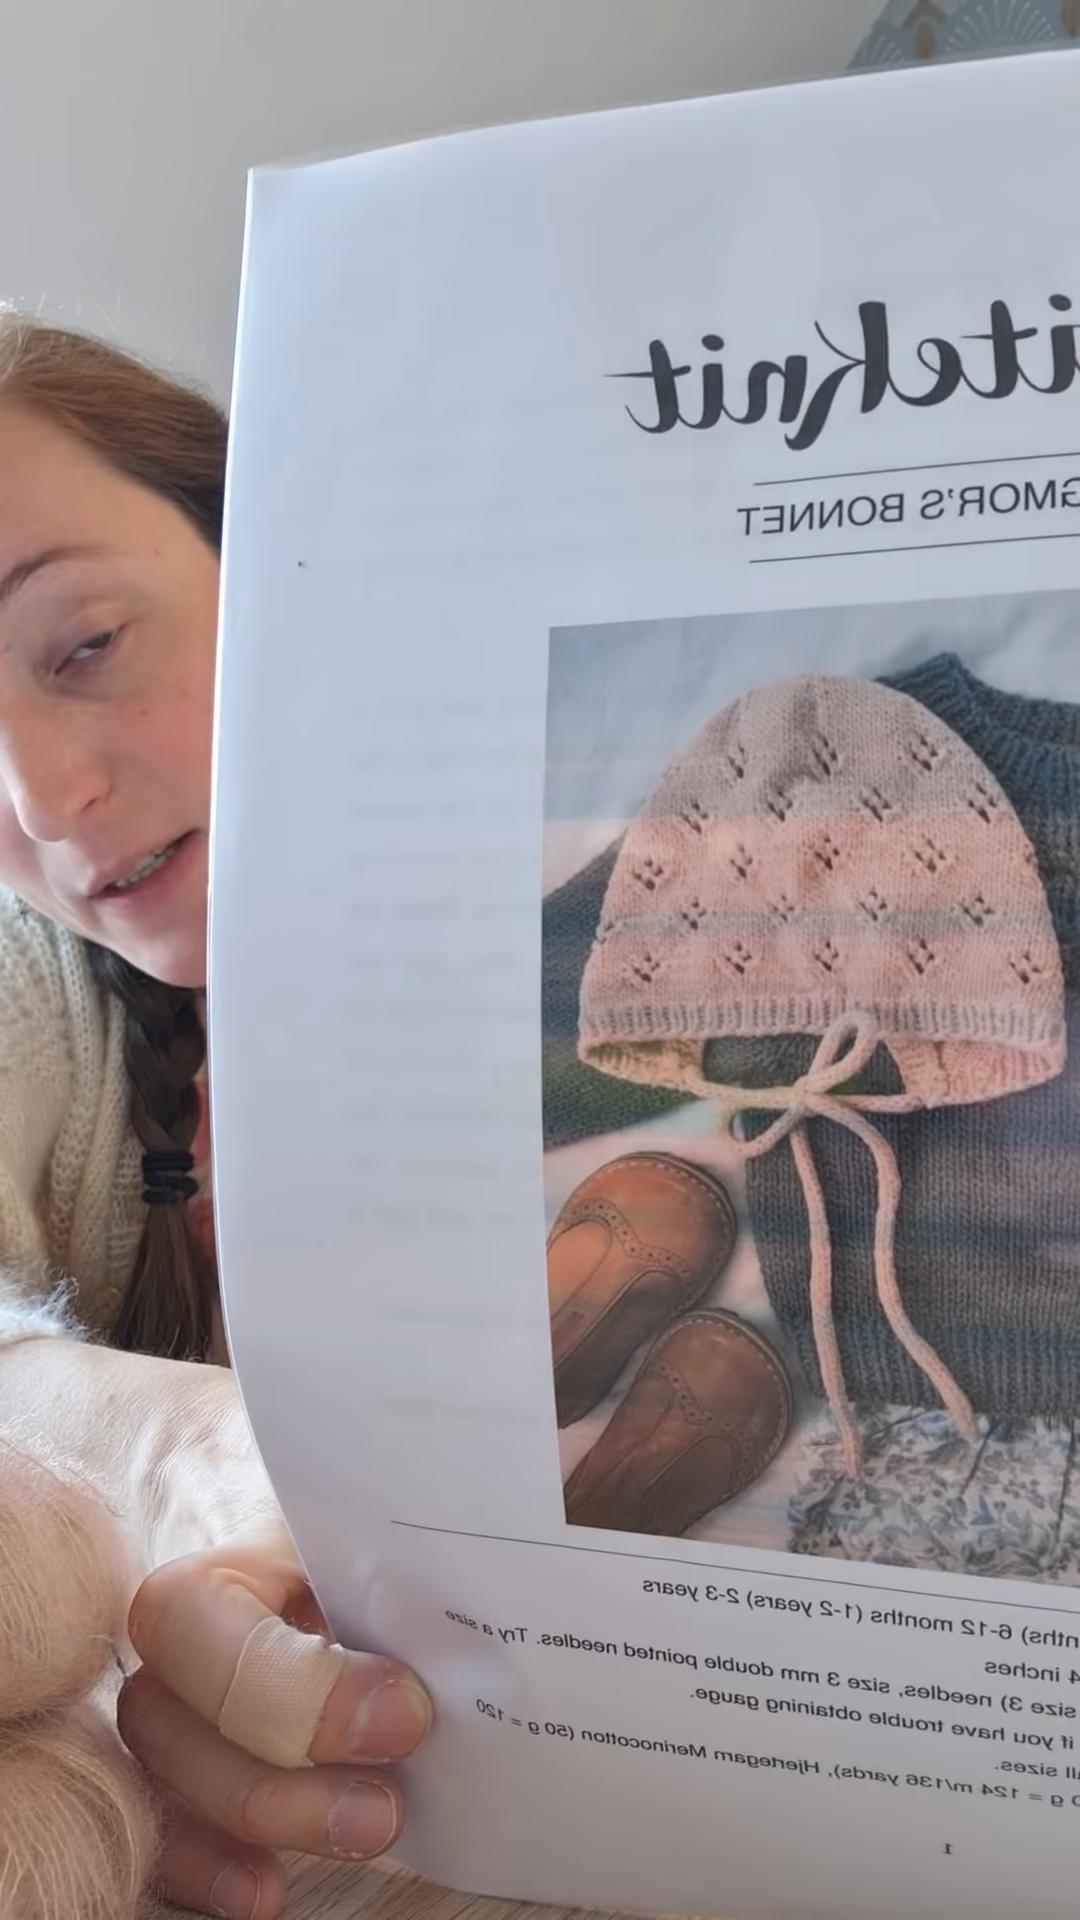 iteKnit
GMOR'S BONNET
nths) 6-12 months (1-2 years) 2-3 years
4 inches
size 3) needles, size 3 mm double pointed needles. Try a size
if you have trouble obtaining gauge.
ll sizes.
0 g = 124 m/136 yards), Hjertegarn Merinocotton (50 g = 120
1